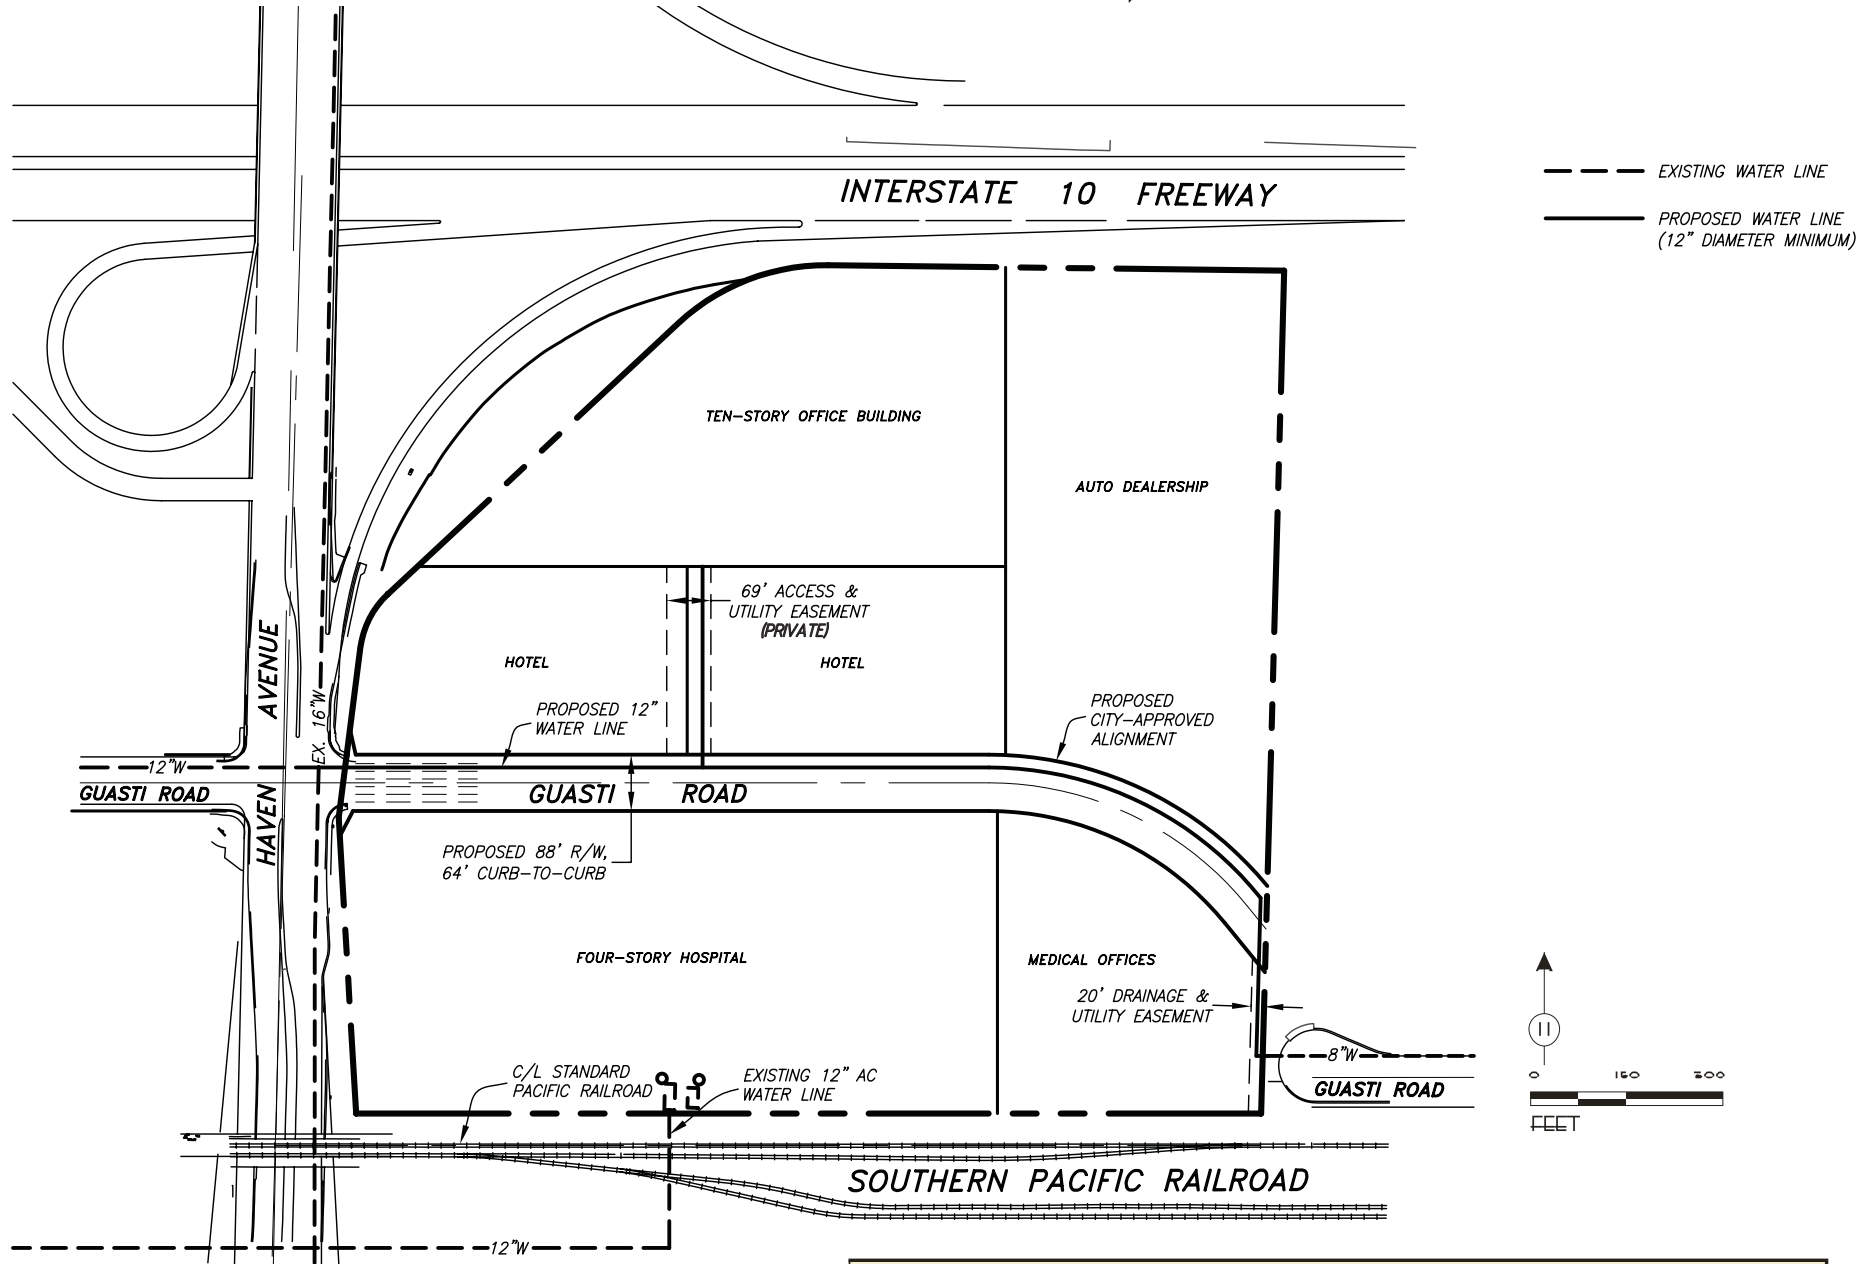 EXISTING WATER LINE
PROPOSED WATER LINE
(12" DIAMETER MINIMUM)
INTERSTATE 10 FREEWAY
TEN-STORY OFFICE BUILDING
AUTO DEALERSHIP
69' ACCESS &
UTILITY EASEMENT
(PRIVATE)
HOTEL
HOTEL
HAVEN AVENUE
EX. 16"W
PROPOSED 12"
WATER LINE
PROPOSED
CITY-APPROVED
ALIGNMENT
12"W
GUASTI ROAD
GUASTI ROAD
PROPOSED 88' R/W,
64' CURB-TO-CURB
FOUR-STORY HOSPITAL
MEDICAL OFFICES
20' DRAINAGE &
UTILITY EASEMENT
8"W
GUASTI ROAD
C/L STANDARD
PACIFIC RAILROAD
EXISTING 12" AC
WATER LINE
SOUTHERN PACIFIC RAILROAD
12"W
0
FEET